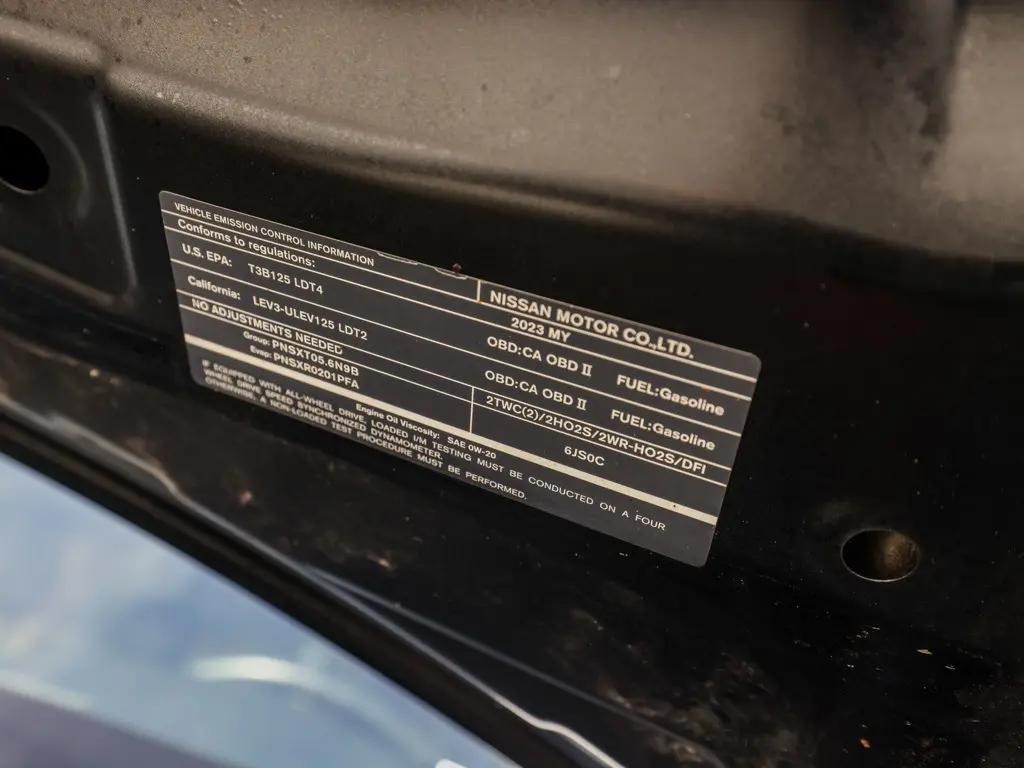 VEHICLE EMISSION CONTROL INFORMATION
NISSAN MOTOR CO.,LTD.
Conforms to regulations:
2023 MY
U.S. EPA: T3B125 LDT4
OBD:CA OBD II FUEL:Gasoline
California: LEV3-ULEV125 LDT2
OBD:CA OBD II FUEL:Gasoline
NO ADJUSTMENTS NEEDED
2TWC(2)/2HO2S/2WR-HO2S/DFI
Group: PNSXT05.6N9B
Evap: PNSXR0201PFA
6JS0C
Engine Oil Viscosity: SAE 0W-20
IF EQUIPPED WITH ALL-WHEEL DRIVE, LOADED I/M TESTING MUST BE CONDUCTED ON A FOUR
WHEEL DRIVE SPEED SYNCHRONIZED DYNAMOMETER.
OTHERWISE, A NON-LOADED TEST PROCEDURE MUST BE PERFORMED.